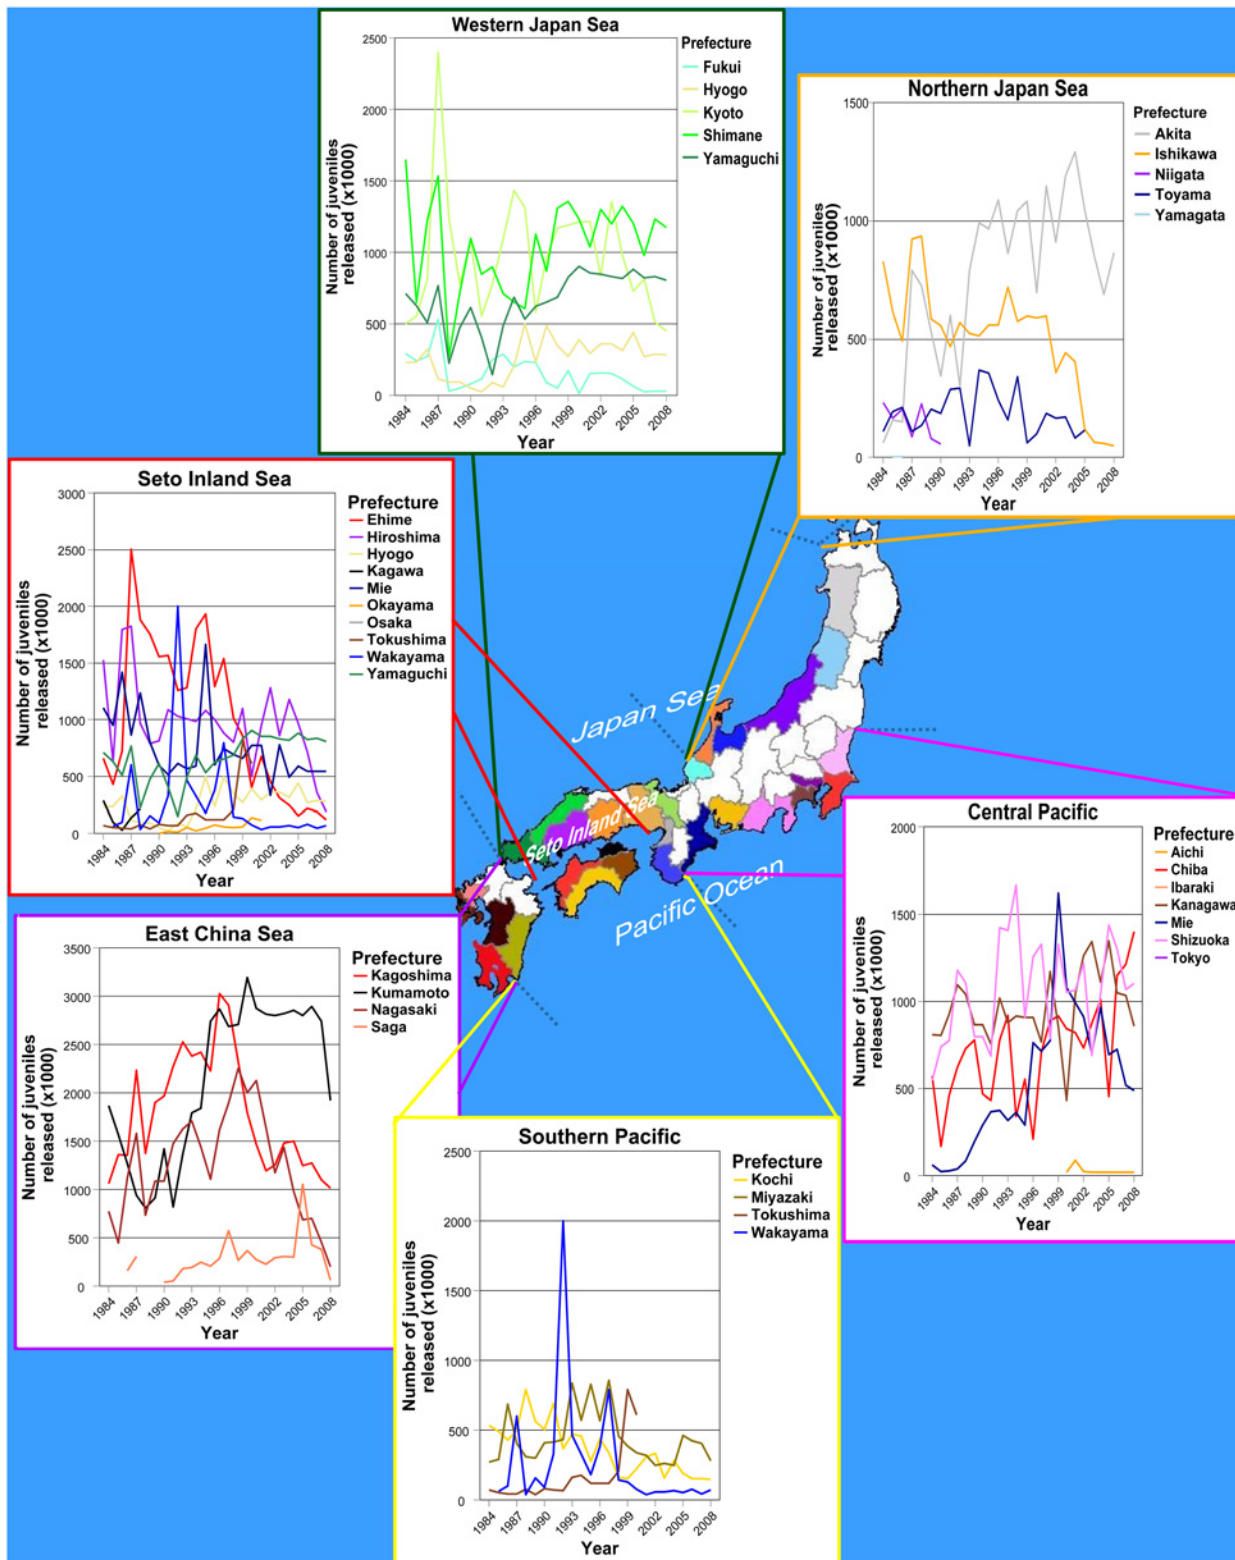 Western Japan Sea
Number of juveniles
released (x1000)
2500
2000
1500
1000
500
0
1984
1987
1990
1993
1996
1999
2002
2005
2008
Year
Prefecture
Fukui
Hyogo
Kyoto
Shimane
Yamaguchi
Northern Japan Sea
Number of juveniles
released (x1000)
1500
1000
500
0
1984
1987
1990
1993
1996
1999
2002
2005
2008
Year
Prefecture
Akita
Ishikawa
Niigata
Toyama
Yamagata
Seto Inland Sea
Number of juveniles
released (x1000)
3000
2500
2000
1500
1000
500
0
1984
1987
1990
1993
1996
1999
2002
2005
2008
Year
Prefecture
Ehime
Hiroshima
Hyogo
Kagawa
Mie
Okayama
Osaka
Tokushima
Wakayama
Yamaguchi
Japan Sea
Seto Inland Sea
Pacific Ocean
Central Pacific
Number of juveniles
released (x1000)
2000
1500
1000
500
0
1984
1987
1990
1993
1996
1999
2002
2005
2008
Year
Prefecture
Aichi
Chiba
Ibaraki
Kanagawa
Mie
Shizuoka
Tokyo
East China Sea
Number of juveniles
released (x1000)
3500
3000
2500
2000
1500
1000
500
0
1984
1987
1990
1993
1996
1999
2002
2005
2008
Year
Prefecture
Kagoshima
Kumamoto
Nagasaki
Saga
Southern Pacific
Number of juveniles
released (x1000)
2500
2000
1500
1000
500
0
1984
1987
1990
1993
1996
1999
2002
2005
2008
Year
Prefecture
Kochi
Miyazaki
Tokushima
Wakayama